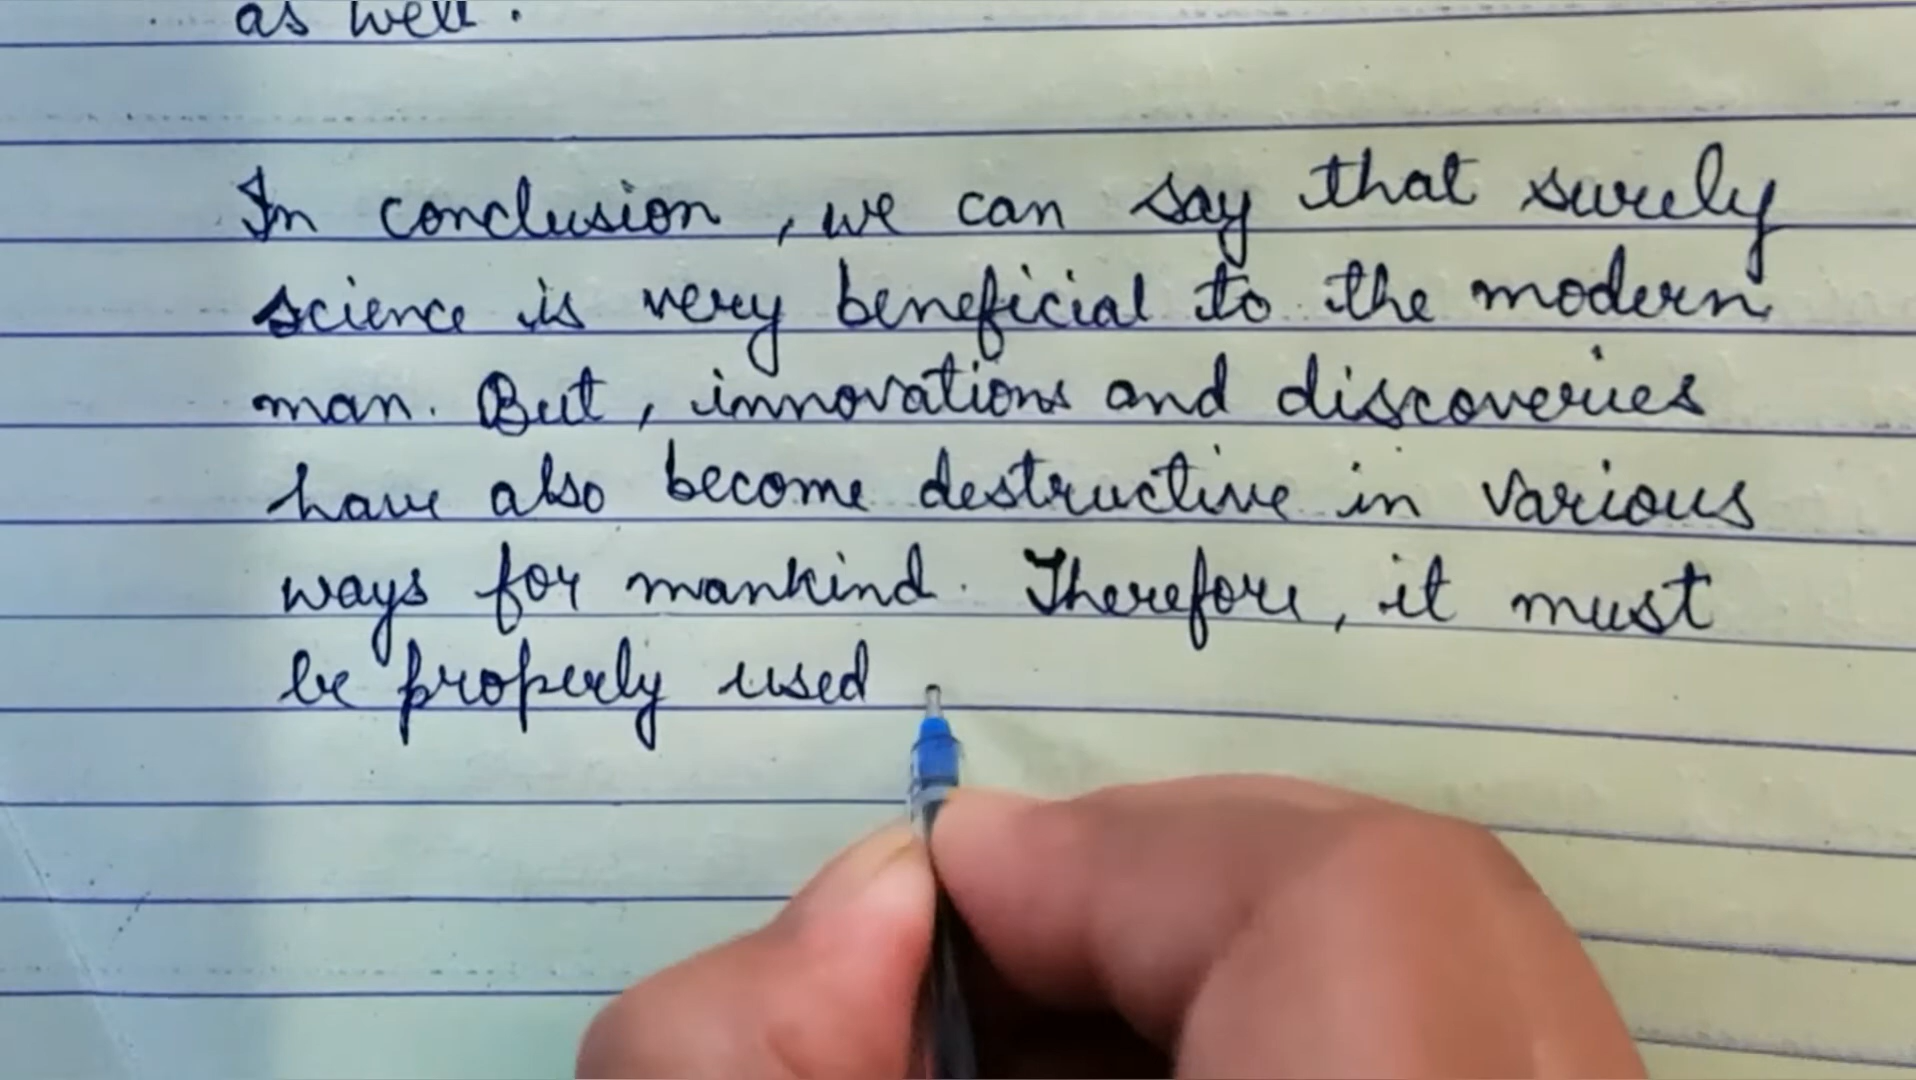 as well.
In conclusion, we can say that surely
science is very beneficial to the modern
man. But, innovations and discoveries
have also become destructive in various
ways for mankind. Therefore, it must
be properly used